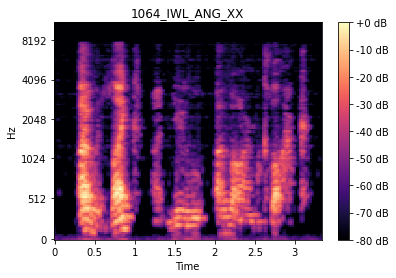 1064_IWL_ANG_XX
+0 dB
8192
-10 dB
4096
-20 dB
-30 dB
2048
-40 dB
Hz
1024
-50 dB
512
-60 dB
-70 dB
0
-80 dB
0 0.5 1 1.5 2 2.5 3
Time